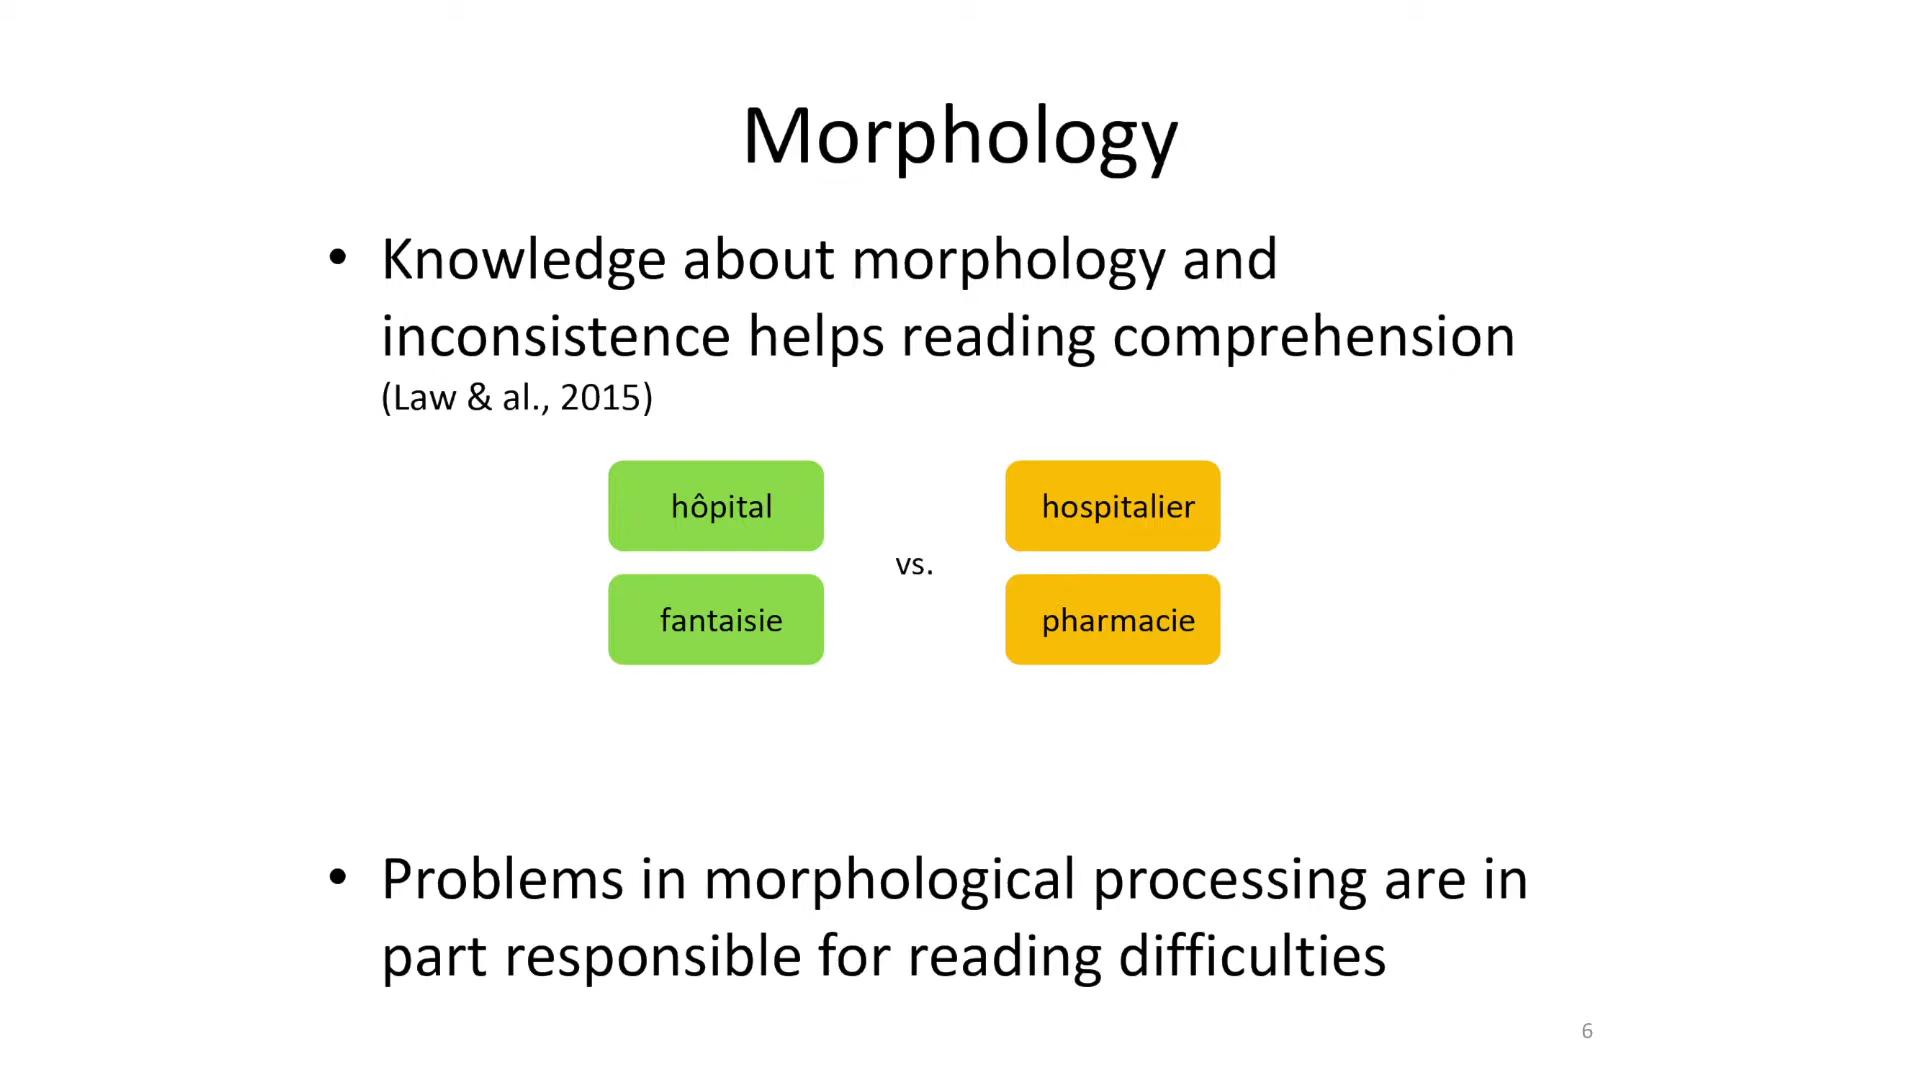 Morphology
• Knowledge about morphology and
inconsistence helps reading comprehension
(Law & al., 2015)
hôpital
hospitalier
vs.
fantaisie
pharmacie
• Problems in morphological processing are in
part responsible for reading difficulties
6